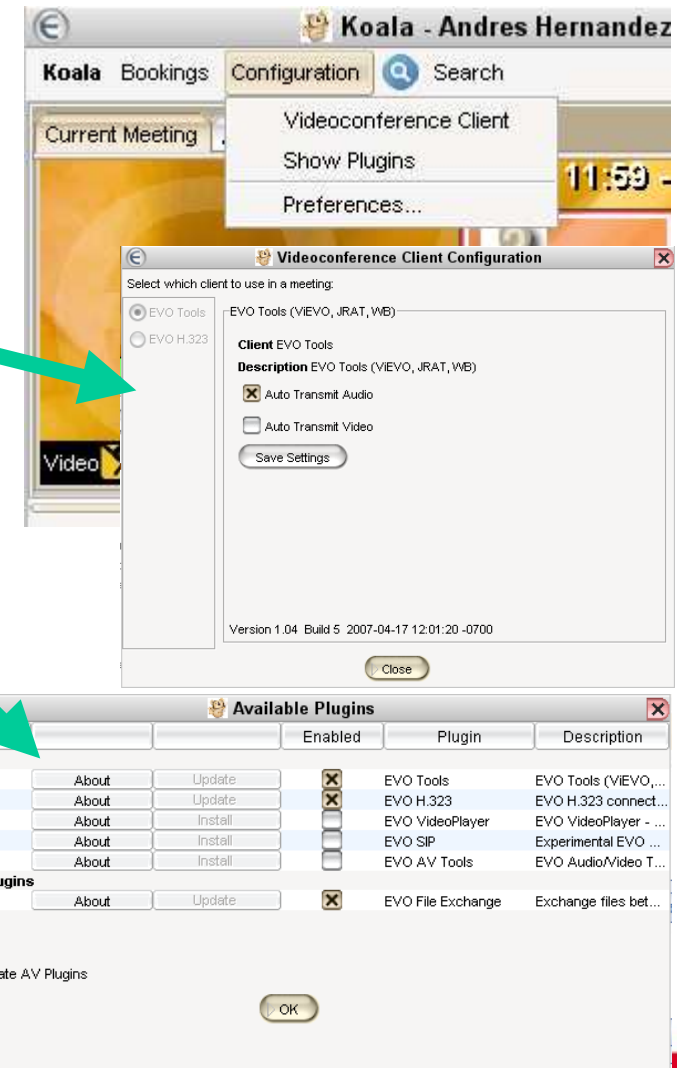 Koala - Andres Hernandez
Koala Bookings Configuration Search
Current Meeting
Videoconference Client
Show Plugins
Preferences...
11:59 -
Video
Videoconference Client Configuration
Select which client to use in a meeting:
EVO Tools
EVO H.323
EVO Tools (ViEVO, JRAT, WB)
Client EVO Tools
Description EVO Tools (ViEVO, JRAT, WB)
Auto Transmit Audio
Auto Transmit Video
Save Settings
Version 1.04 Build 5 2007-04-17 12:01:20 -0700
Close
Available Plugins
Enabled Plugin Description
About Update EVO Tools EVO Tools (ViEVO,...
About Update EVO H.323 EVO H.323 connect...
About Install EVO VideoPlayer EVO VideoPlayer - ...
About Install EVO SIP Experimental EVO ...
About Install EVO AV Tools EVO Audio/Video T...
ugins
About Update EVO File Exchange Exchange files bet...
ate AV Plugins
OK